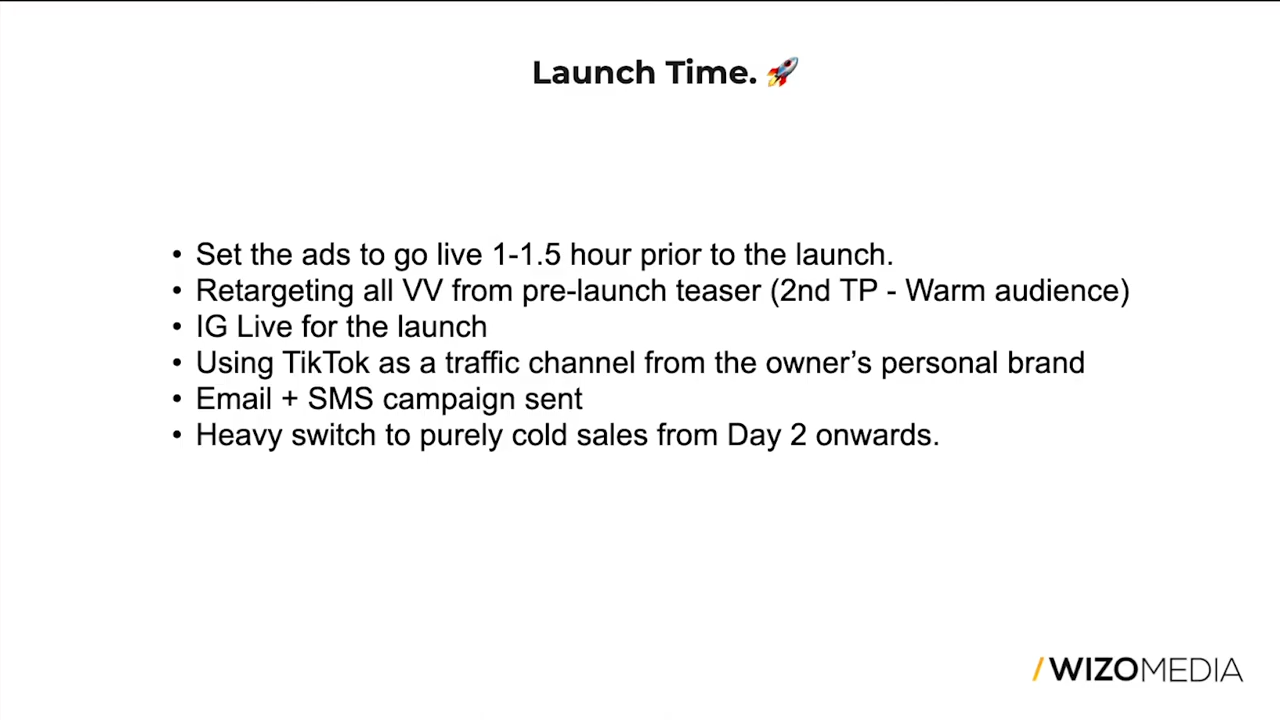 Launch Time. 🚀
• Set the ads to go live 1-1.5 hour prior to the launch.
• Retargeting all VV from pre-launch teaser (2nd TP - Warm audience)
• IG Live for the launch
• Using TikTok as a traffic channel from the owner’s personal brand
• Email + SMS campaign sent
• Heavy switch to purely cold sales from Day 2 onwards.
/WIZOMEDIA